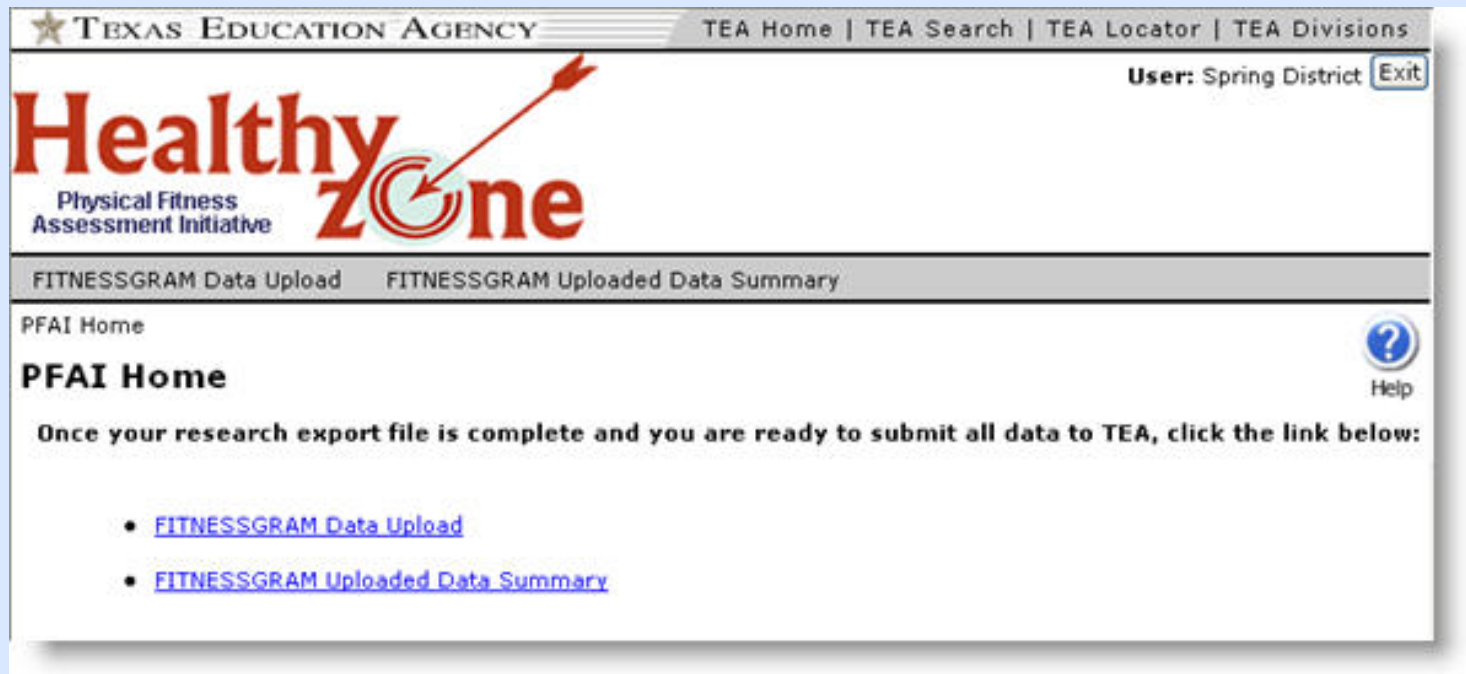 TEXAS EDUCATION AGENCY
TEA Home | TEA Search | TEA Locator | TEA Divisions
User: Spring District Exit
Healthy
Zone
Physical Fitness
Assessment Initiative
FITNESSGRAM Data Upload FITNESSGRAM Uploaded Data Summary
PFAI Home
?
Help
PFAI Home
Once your research export file is complete and you are ready to submit all data to TEA, click the link below:
• FITNESSGRAM Data Upload
• FITNESSGRAM Uploaded Data Summary